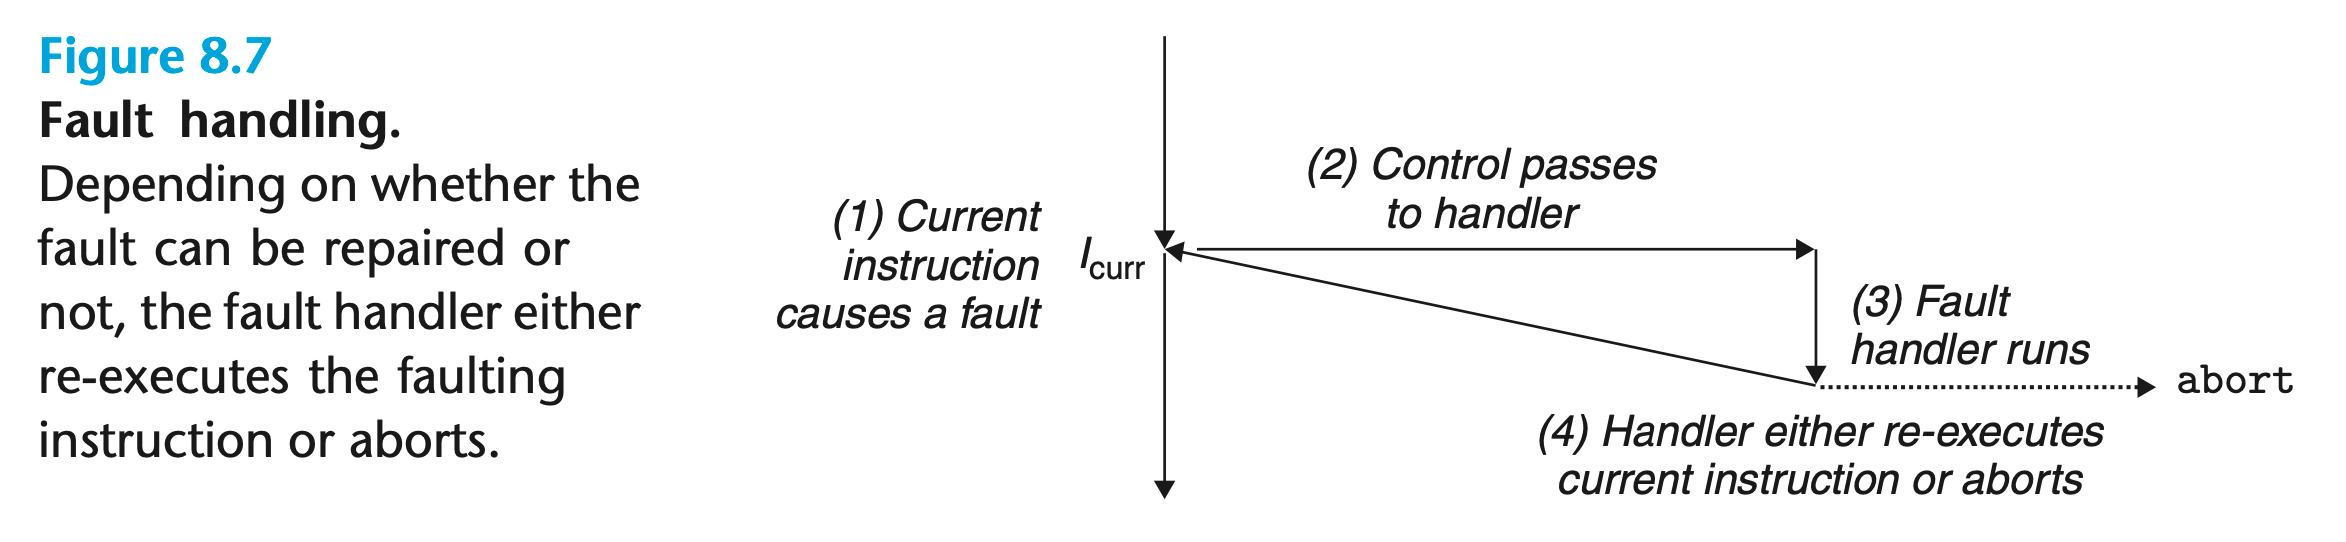 Figure 8.7
Fault handling.
Depending on whether the
fault can be repaired or
not, the fault handler either
re-executes the faulting
instruction or aborts.
(1) Current
instruction
causes a fault
Icurr
(2) Control passes
to handler
(3) Fault
handler runs
abort
(4) Handler either re-executes
current instruction or aborts